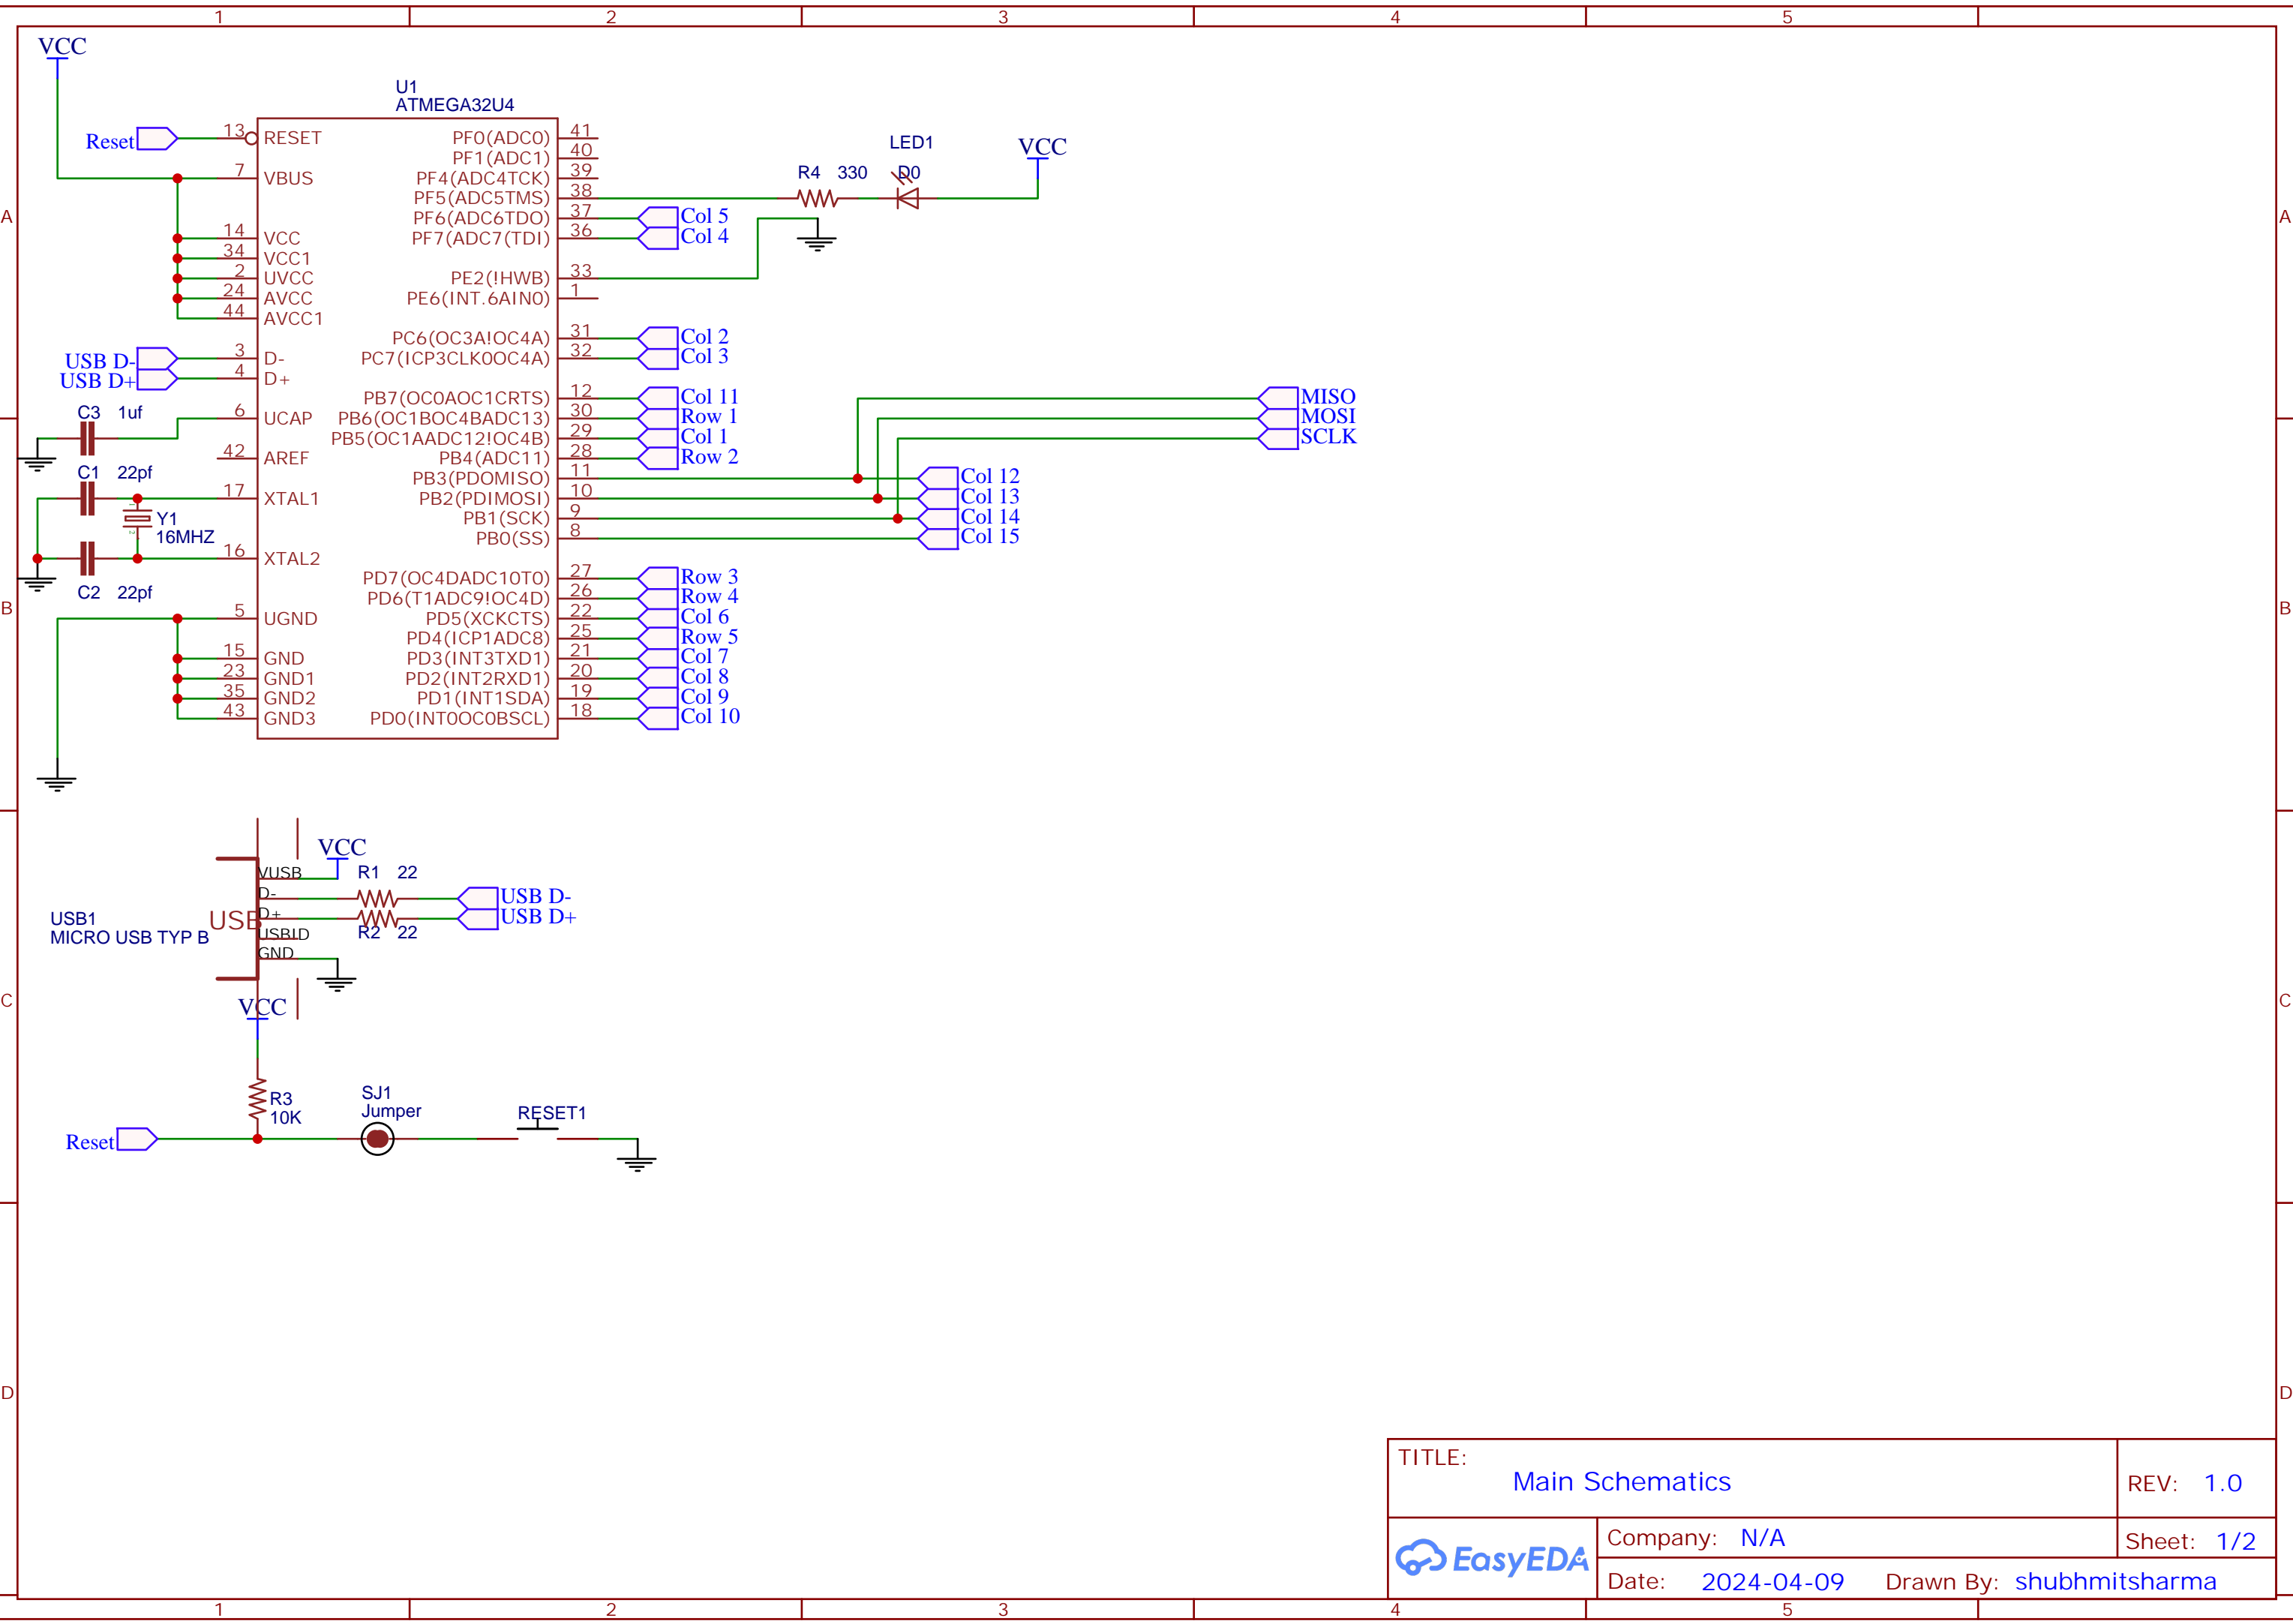 1 2 3 4 5
VCC
U1
ATMEGA32U4
Reset 13 RESET PF0(ADC0) 41
PF1(ADC1) 40
7 VBUS PF4(ADC4TCK) 39
PF5(ADC5TMS) 38
R4 330 LED1 D0 VCC
A A
PF6(ADC6TDO) 37 Col 5
14 VCC PF7(ADC7(TDI) 36 Col 4
34 VCC1
2 UVCC PE2(!HWB) 33
24 AVCC PE6(INT.6AIN0) 1
44 AVCC1
PC6(OC3A!OC4A) 31 Col 2
USB D- 3 D- PC7(ICP3CLK0OC4A) 32 Col 3
USB D+ 4 D+
PB7(OC0AOC1CRTS) 12 Col 11 MISO
C3 1uf 6 UCAP PB6(OC1BOC4BADC13) 30 Row 1 MOSI
PB5(OC1AADC12!OC4B) 29 Col 1 SCLK
42 AREF PB4(ADC11) 28 Row 2
C1 22pf PB3(PDOMISO) 11 Col 12
17 XTAL1 PB2(PDIMOSI) 10 Col 13
Y1 PB1(SCK) 9 Col 14
16MHZ PB0(SS) 8 Col 15
16 XTAL2
C2 22pf PD7(OC4DADC10T0) 27 Row 3
PD6(T1ADC9!OC4D) 26 Row 4
B B
5 UGND PD5(XCKCTS) 22 Col 6
PD4(ICP1ADC8) 25 Row 5
15 GND PD3(INT3TXD1) 21 Col 7
23 GND1 PD2(INT2RXD1) 20 Col 8
35 GND2 PD1(INT1SDA) 19 Col 9
43 GND3 PD0(INT0OC0BSCL) 18 Col 10
VCC
VUSB R1 22
D- USB D-
USB1 USB D+ USB D+
MICRO USB TYP B USBID R2 22
GND
C C
VCC
R3
10K
SJ1
Jumper
RESET1
Reset
D D
TITLE:
Main Schematics
REV: 1.0
EasyEDA
Company: N/A
Sheet: 1/2
Date: 2024-04-09 Drawn By: shubhmitsharma
1 2 3 4 5